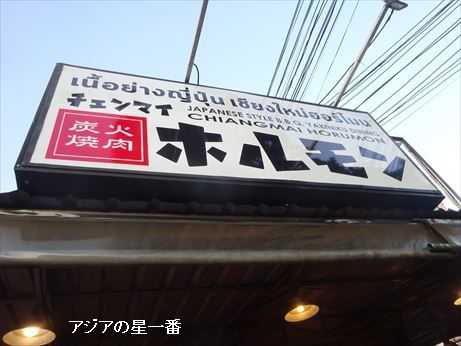 เนื้อย่างญี่ปุ่น เชียงใหม่ฮอรีโมน
チェンマイ
JAPANESE STYLE B.B.Q. YAKINIKU DINING
CHIANGMAI HORUMON
炭火
焼肉
ホルモン
アジアの星一番